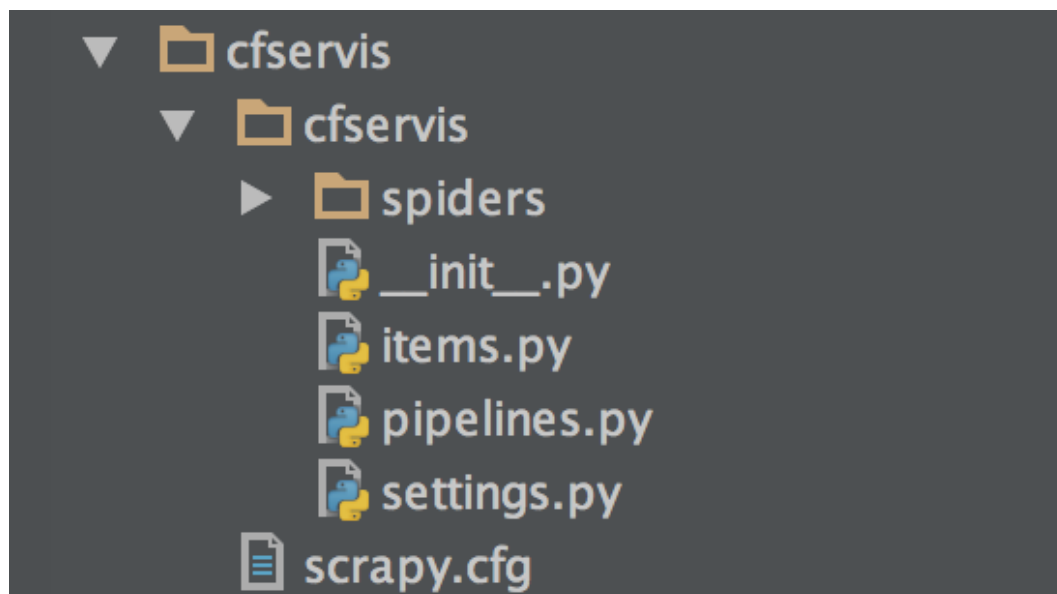 cfservis
cfservis
spiders
__init__.py
items.py
pipelines.py
settings.py
scrapy.cfg